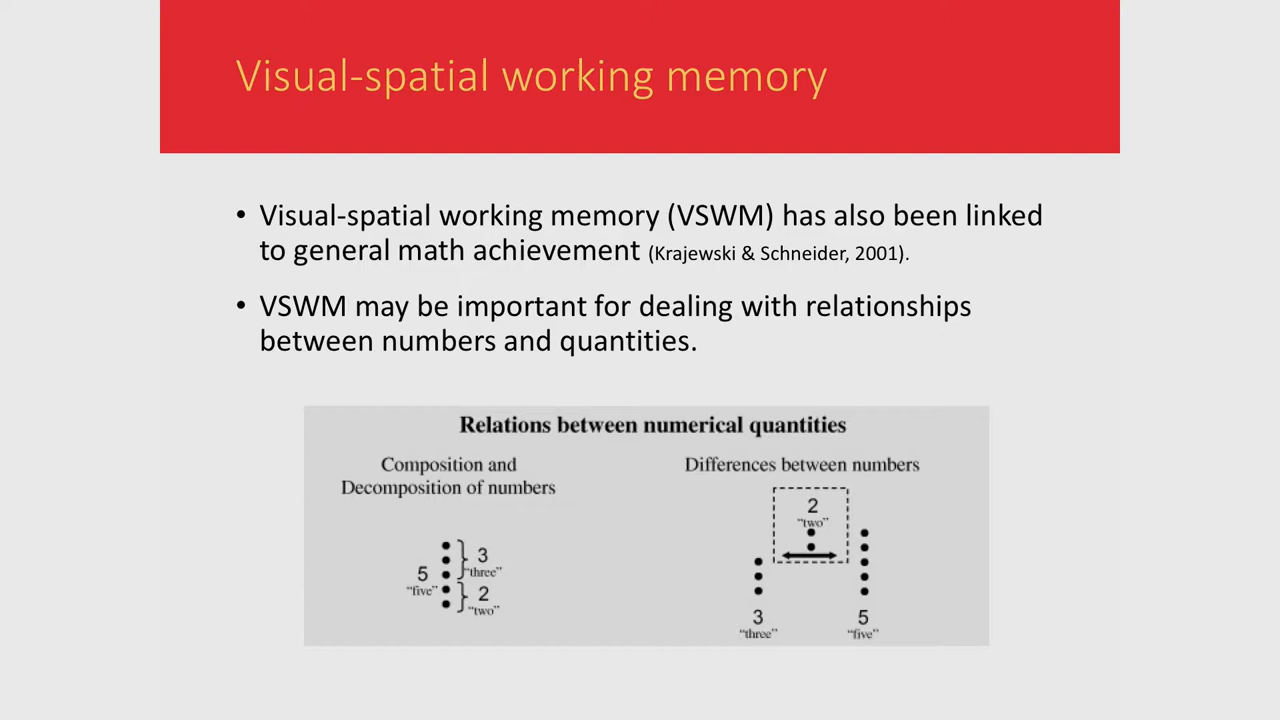 Visual-spatial working memory
• Visual-spatial working memory (VSWM) has also been linked
to general math achievement (Krajewski & Schneider, 2001).
• VSWM may be important for dealing with relationships
between numbers and quantities.
Relations between numerical quantities
Composition and
Decomposition of numbers
5
"five"
3
"three"
2
"two"
Differences between numbers
2
"two"
3
"three"
5
"five"